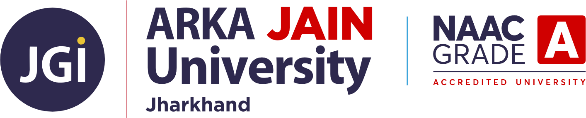 JGi
ARKA JAIN
University
Jharkhand
NAAC
GRADE A
ACCREDITED UNIVERSITY